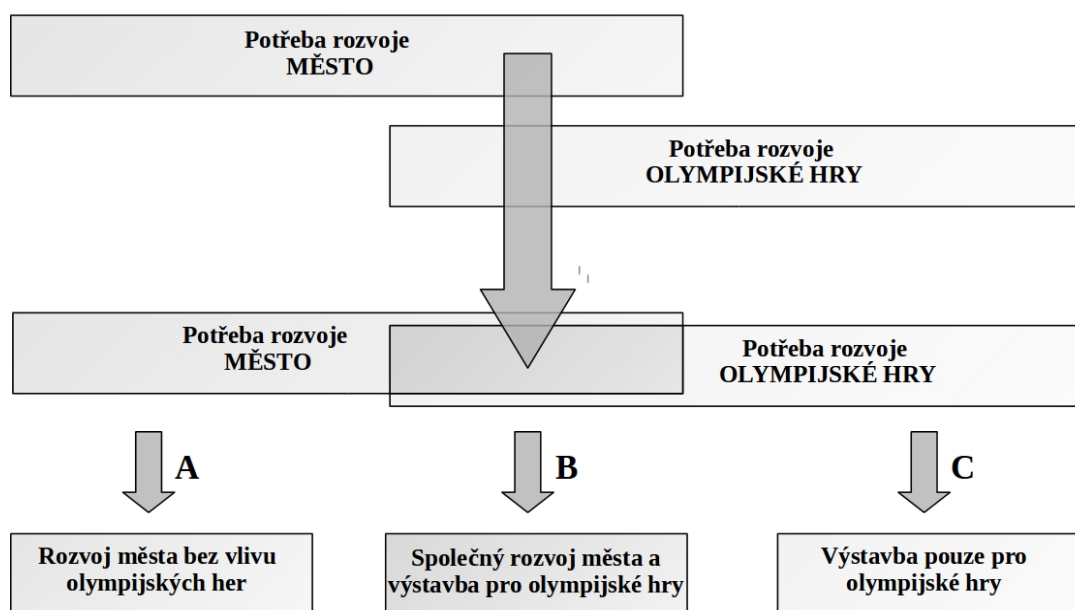 Potřeba rozvoje
MĚSTO
Potřeba rozvoje
OLYMPIJSKÉ HRY
Potřeba rozvoje
MĚSTO
Potřeba rozvoje
OLYMPIJSKÉ HRY
A
B
C
Rozvoj města bez vlivu
olympijských her
Společný rozvoj města a
výstavba pro olympijské hry
Výstavba pouze pro
olympijské hry